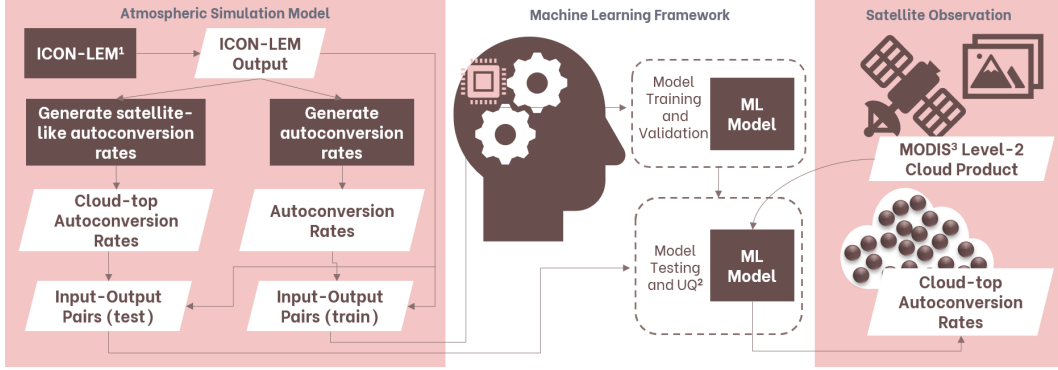 Atmospheric Simulation Model
Machine Learning Framework
Satellite Observation
ICON-LEM¹
ICON-LEM
Output
Generate satellite-
like autoconversion
rates
Generate
autoconversion
rates
Cloud-top
Autoconversion
Rates
Autoconversion
Rates
Input-Output
Pairs (test)
Input-Output
Pairs (train)
Model
Training
and
Validation
ML
Model
Model
Testing
and UQ²
ML
Model
MODIS³ Level-2
Cloud Product
Cloud-top
Autoconversion
Rates